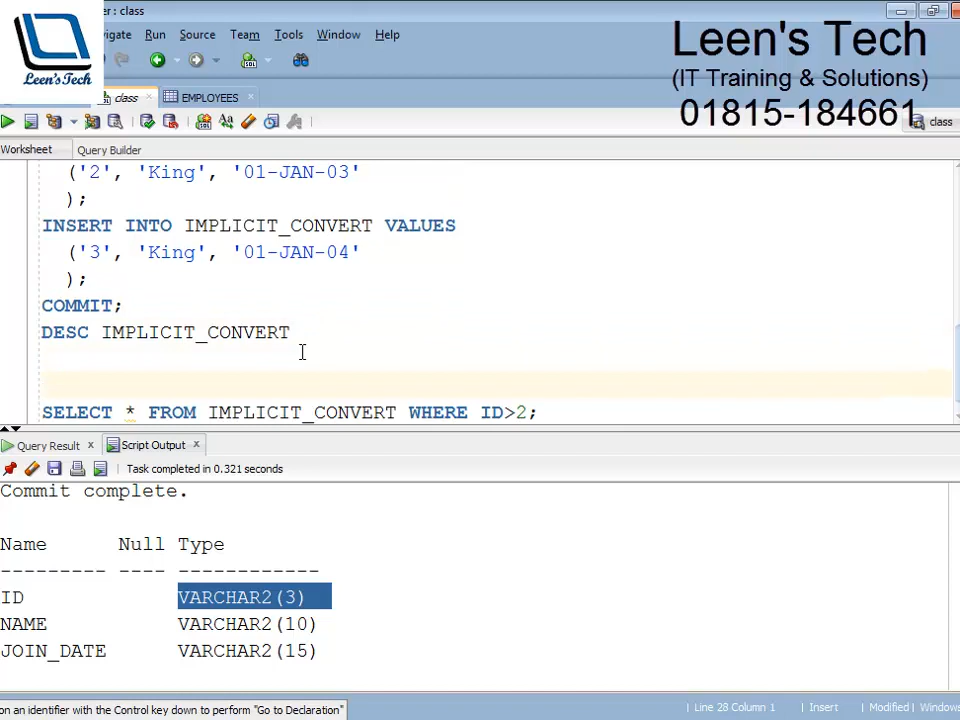 : class
Leen's Tech
Leen'sTech
(IT Training & Solutions)
01815-184661
igate Run Source Team Tools Window Help
class EMPLOYEES
class
Worksheet Query Builder
('2', 'King', '01-JAN-03'
);
INSERT INTO IMPLICIT_CONVERT VALUES
('3', 'King', '01-JAN-04'
);
COMMIT;
DESC IMPLICIT_CONVERT
SELECT * FROM IMPLICIT_CONVERT WHERE ID>2;
Query Result x Script Output x
Task completed in 0.321 seconds
Commit complete.
Name Null Type
--------- ---- ------------
ID VARCHAR2(3)
NAME VARCHAR2(10)
JOIN_DATE VARCHAR2(15)
on an identifier with the Control key down to perform "Go to Declaration"
Line 28 Column 1 Insert Modified Windows